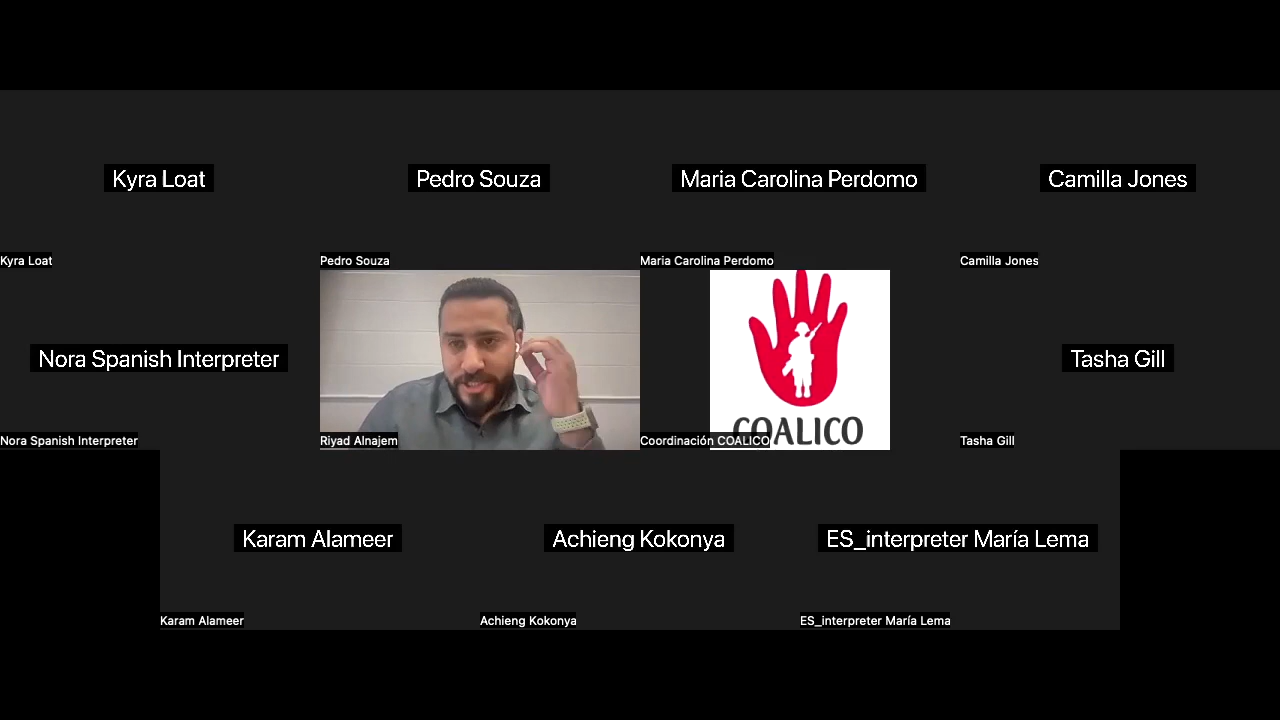 Kyra Loat
Pedro Souza
Maria Carolina Perdomo
Camilla Jones
Kyra Loat
Pedro Souza
Maria Carolina Perdomo
Camilla Jones
Nora Spanish Interpreter
Tasha Gill
COALICO
Nora Spanish Interpreter
Riyad Alnajem
Coordinación COALICO
Tasha Gill
Karam Alameer
Achieng Kokonya
ES_interpreter María Lema
Karam Alameer
Achieng Kokonya
ES_interpreter María Lema